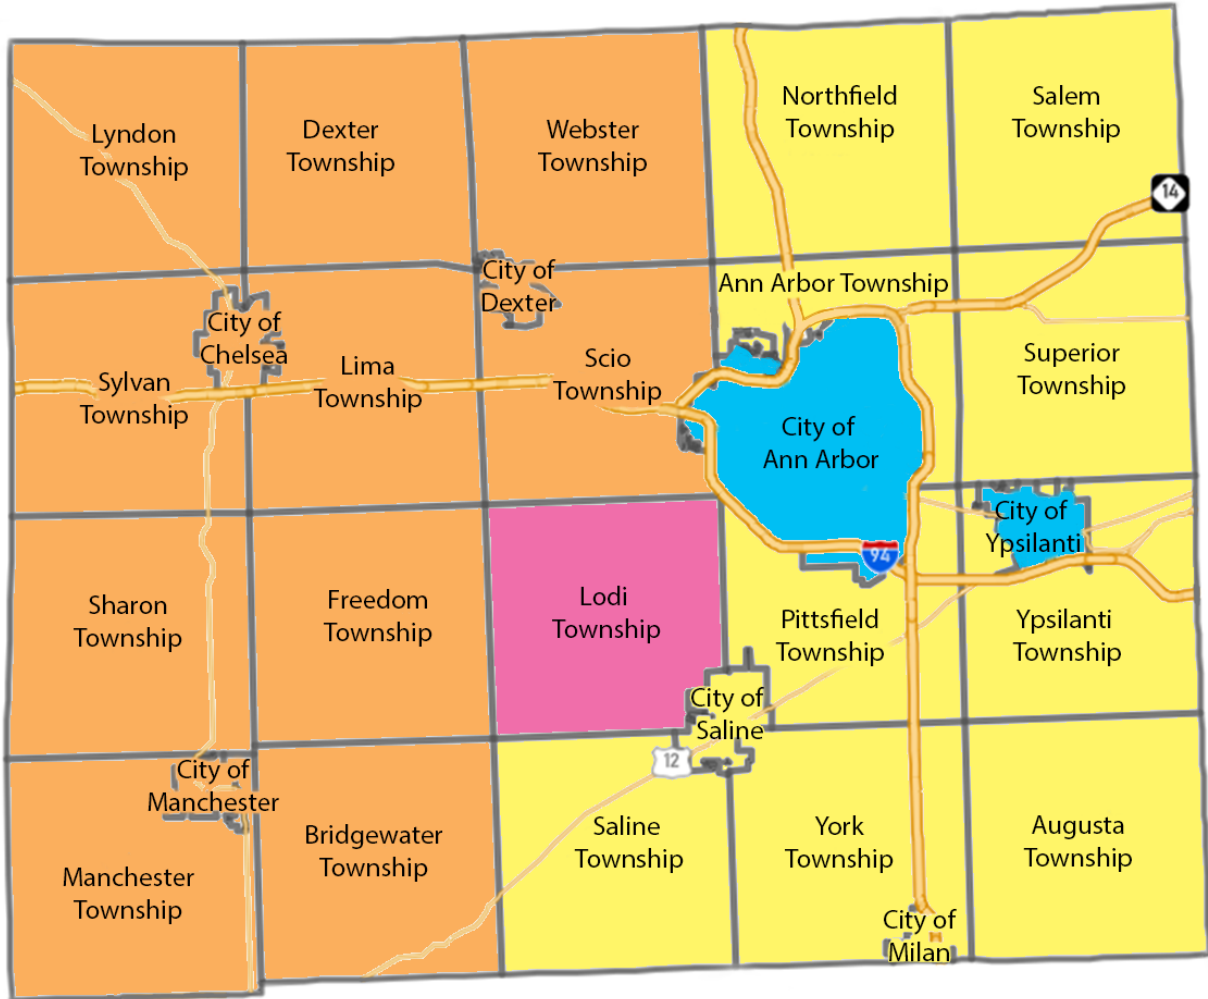 Northfield
Township
Salem
Township
Lyndon
Township
Dexter
Township
Webster
Township
14
City of
Dexter
Ann Arbor Township
City of
Chelsea
Sylvan
Township
Lima
Township
Scio
Township
Superior
Township
City of
Ann Arbor
City of
Ypsilanti
94
Sharon
Township
Freedom
Township
Lodi
Township
Pittsfield
Township
Ypsilanti
Township
City of
Saline
12
City of
Manchester
Manchester
Township
Bridgewater
Township
Saline
Township
York
Township
Augusta
Township
City of
Milan